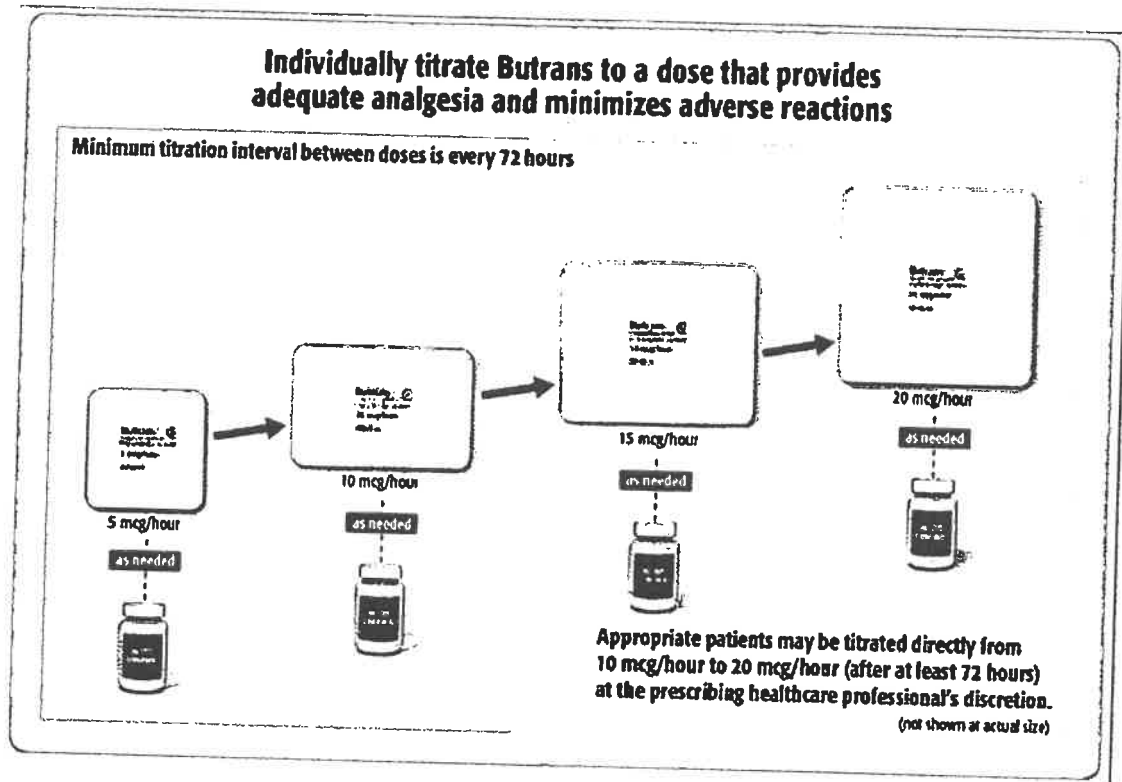 Individually titrate Butrans to a dose that provides
adequate analgesia and minimizes adverse reactions
Minimum titration interval between doses is every 72 hours
5 mcg/hour
as needed
10 mcg/hour
as needed
15 mcg/hour
as needed
20 mcg/hour
as needed
Appropriate patients may be titrated directly from
10 mcg/hour to 20 mcg/hour (after at least 72 hours)
at the prescribing healthcare professional's discretion.
(not shown at actual size)